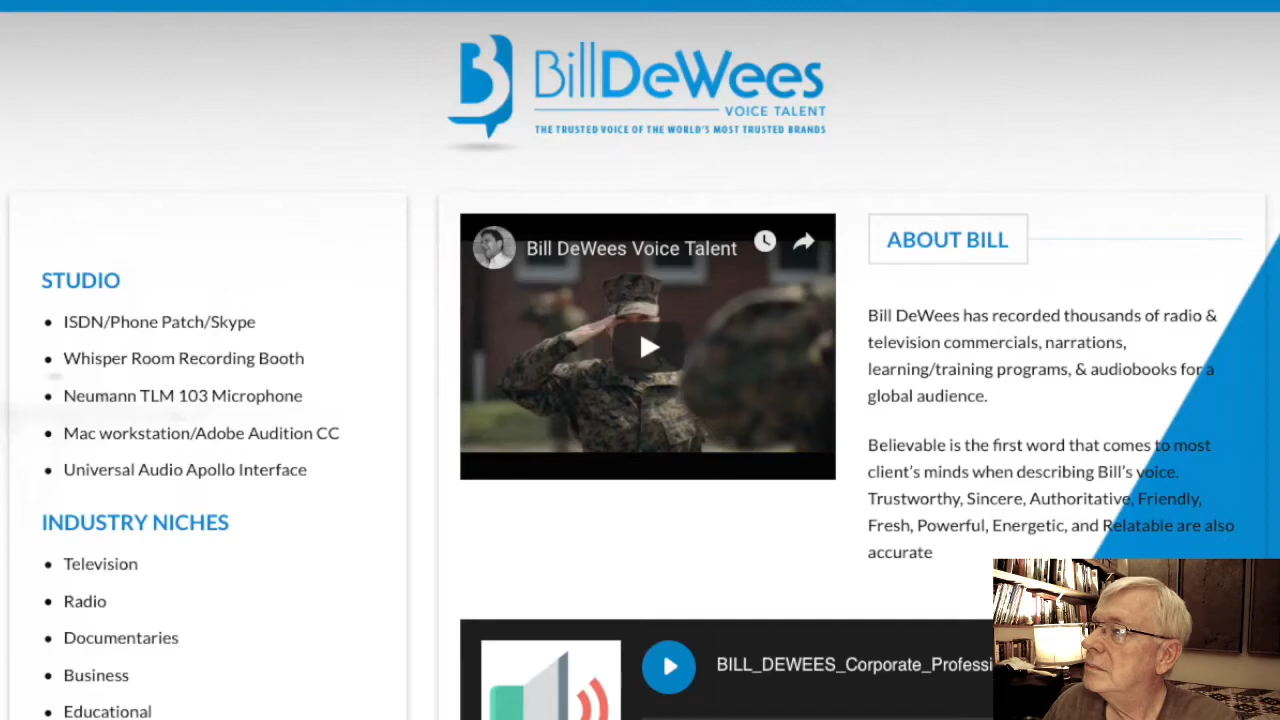 BillDeWees
VOICE TALENT
THE TRUSTED VOICE OF THE WORLD'S MOST TRUSTED BRANDS
STUDIO
• ISDN/Phone Patch/Skype
• Whisper Room Recording Booth
• Neumann TLM 103 Microphone
• Mac workstation/Adobe Audition CC
• Universal Audio Apollo Interface
INDUSTRY NICHES
• Television
• Radio
• Documentaries
• Business
• Educational
Bill DeWees Voice Talent
ABOUT BILL
Bill DeWees has recorded thousands of radio &
television commercials, narrations,
learning/training programs, & audiobooks for a
global audience.
Believable is the first word that comes to most
client's minds when describing Bill's voice.
Trustworthy, Sincere, Authoritative, Friendly,
Fresh, Powerful, Energetic, and Relatable are also
accurate
BILL_DEWEES_Corporate_Professi